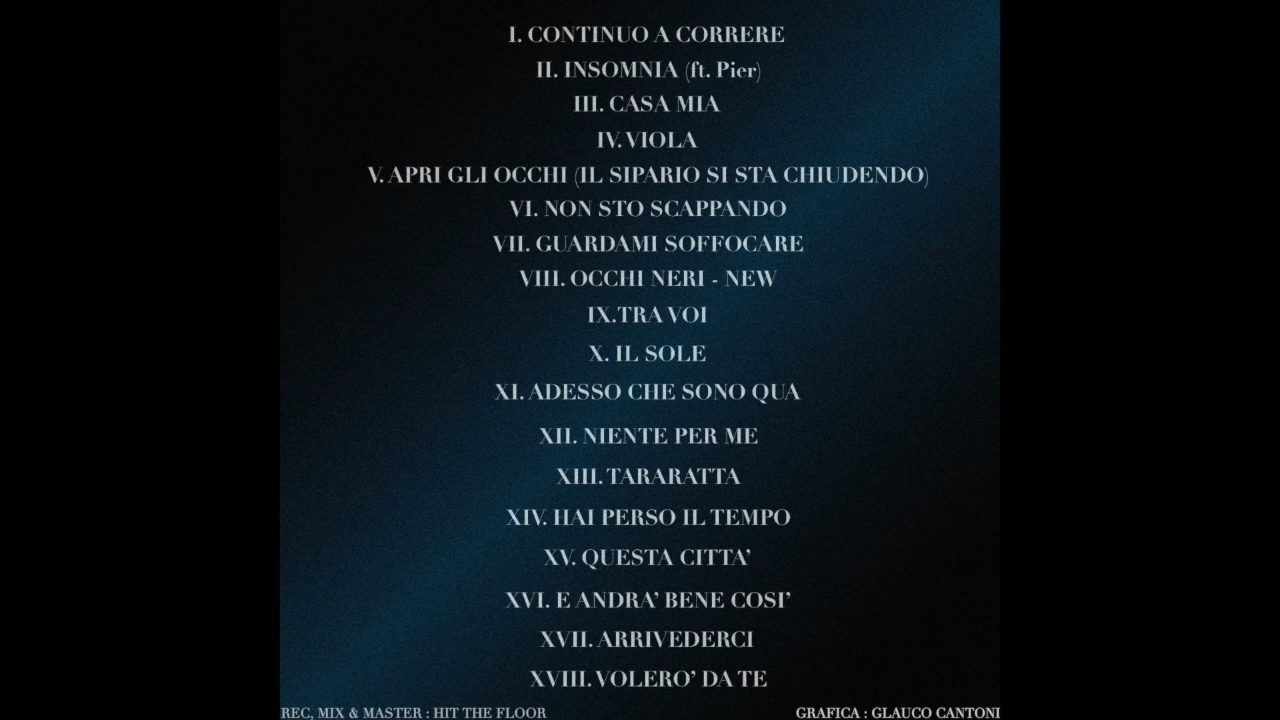 I. CONTINUO A CORRERE
II. INSOMNIA (ft. Pier)
III. CASA MIA
IV. VIOLA
V. APRI GLI OCCHI (IL SIPARIO SI STA CHIUDENDO)
VI. NON STO SCAPPANDO
VII. GUARDAMI SOFFOCARE
VIII. OCCHI NERI - NEW
IX.TRA VOI
X. IL SOLE
XI. ADESSO CHE SONO QUA
XII. NIENTE PER ME
XIII. TARARATTA
XIV. HAI PERSO IL TEMPO
XV. QUESTA CITTA’
XVI. E ANDRA’ BENE COSI’
XVII. ARRIVEDERCI
XVIII. VOLERO’ DA TE
REC, MIX & MASTER : HIT THE FLOOR
GRAFICA : GLAUCO CANTONI